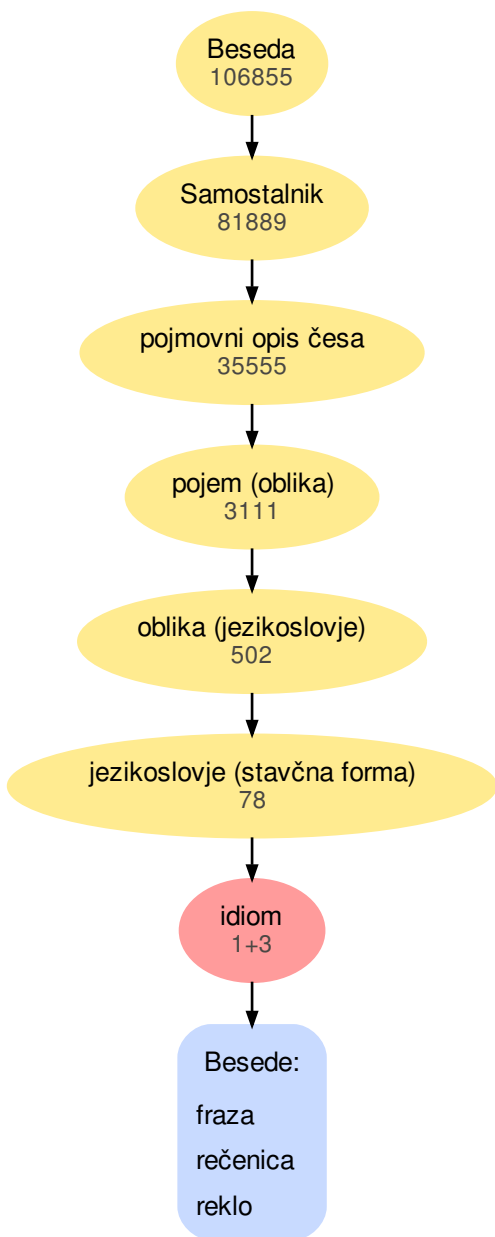 Beseda
106855
Samostalnik
81889
pojmovni opis česa
35555
pojem (oblika)
3111
oblika (jezikoslovje)
502
jezikoslovje (stavčna forma)
78
idiom
1+3
Besede:
fraza
rečenica
reklo